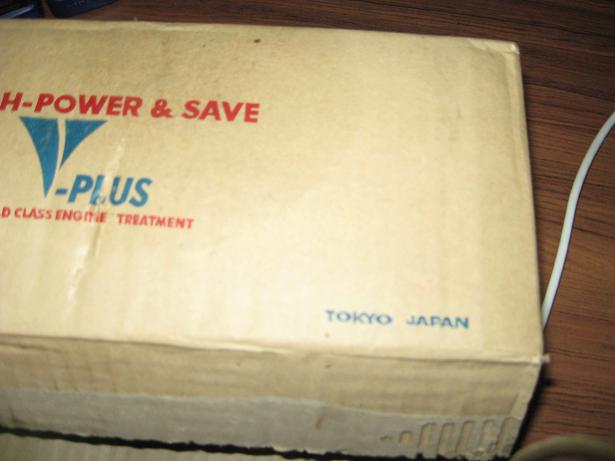 H-POWER & SAVE
V-PLUS
D CLASS ENGINE TREATMENT
TOKYO JAPAN